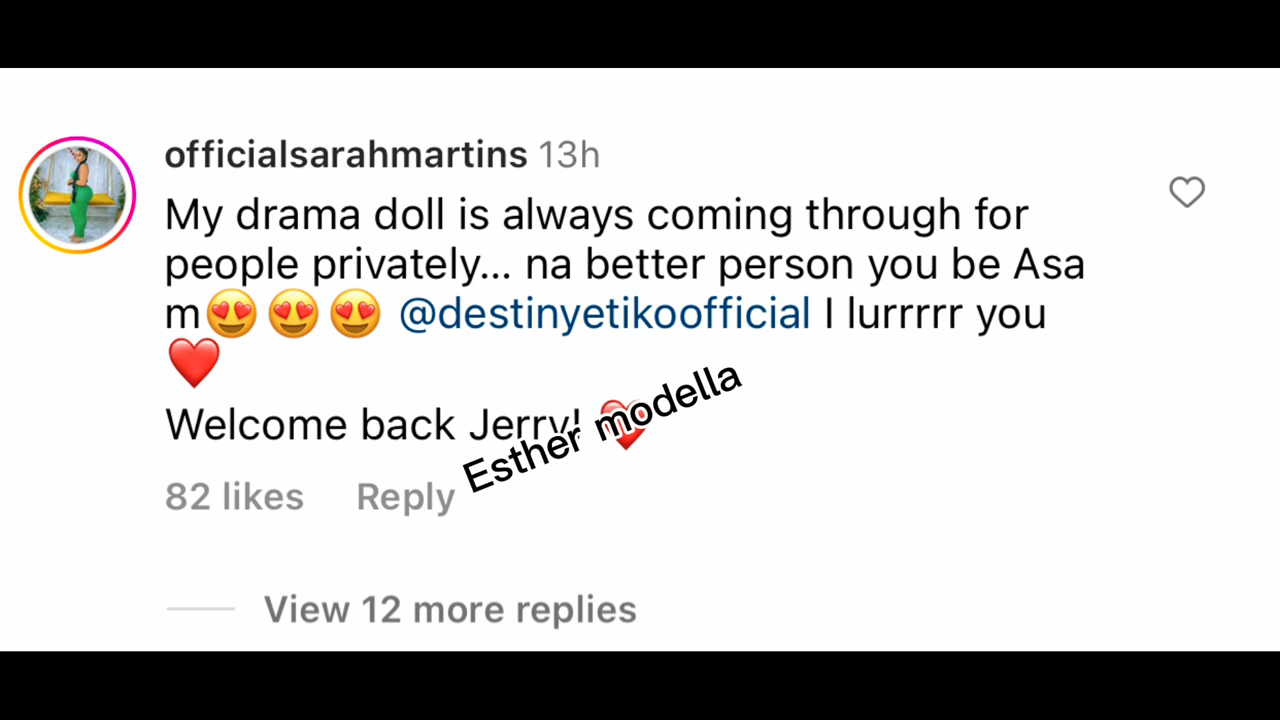 officialsarahmartins 13h
My drama doll is always coming through for
people privately... na better person you be Asa
m😍😍😍 @destinyetikoofficial I lurrrrr you
❤️
Welcome back Jerry! ❤️
Esther modella
82 likes Reply
View 12 more replies